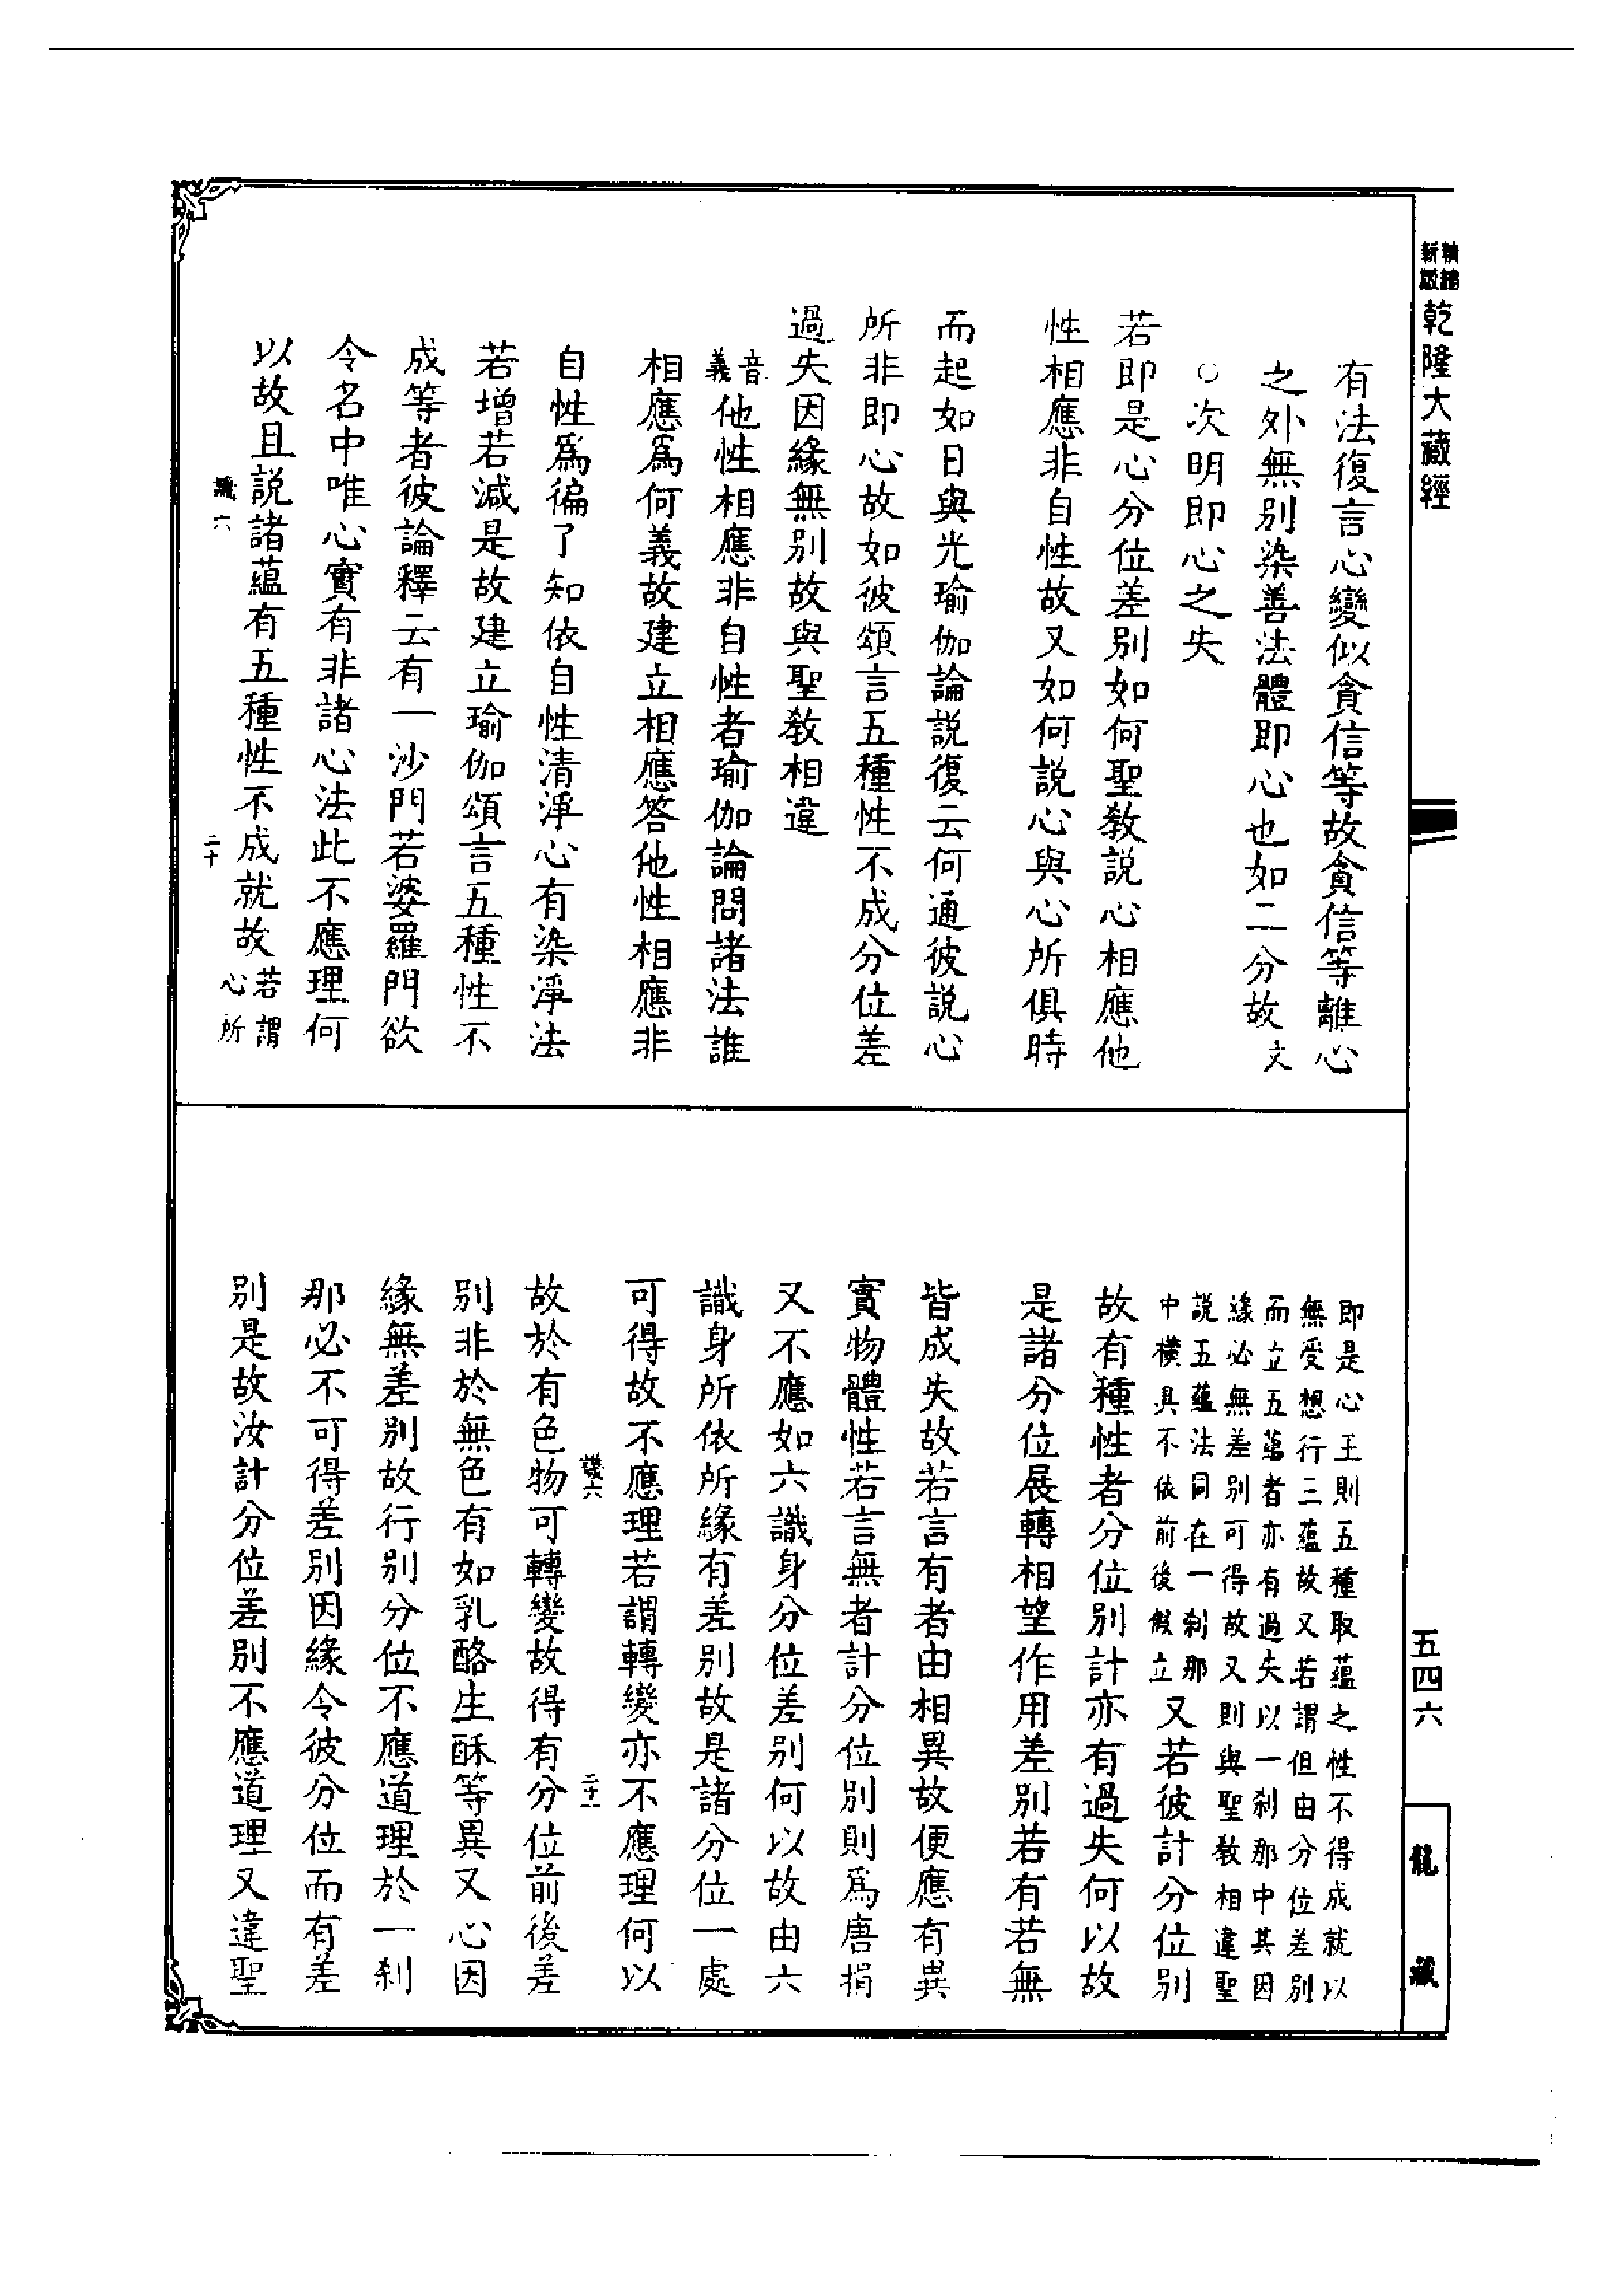 新版 精編 乾隆大藏經
有法復言心變似貪信等故貪信等離心
之外無別染善法體即心也如二分故文
○次明即心之失
若即是心分位差別如何聖教說心相應他
性相應非自性故又如何說心與心所俱時
而起如日與光瑜伽論說復云何通彼說心
所非即心故如彼頌言五種性不成分位差
過失因緣無別故與聖教相違
音義他性相應非自性者瑜伽論問諸法誰
相應爲何義故建立相應答他性相應非
自性爲徧了知依自性清淨心有染淨法
若增若減是故建立瑜伽頌言五種性不
成等者彼論釋云有一沙門若婆羅門欲
令名中唯心實有非諸心法此不應理何
以故且說諸蘊有五種性不成就故若謂心所
識六 二十
即是心王則五種取蘊之性不得成就以
無受想行三蘊故又若謂但由分位差別
而立五蘊者亦有過失以一剎那中其因
緣必無差別可得故又則與聖教相違聖
說五蘊法同在一剎那
中橫具不依前後假立又若彼計分位別
故有種性者分位別計亦有過失何以故
是諸分位展轉相望作用差別若有若無
皆成失故若言有者由相異故便應有異
實物體性若言無者計分位別則爲唐捐
又不應如六識身分位差別何以故由六
識身所依所緣有差別故是諸分位一處
可得故不應理若謂轉變亦不應理何以
識六 二十一
故於有色物可轉變故得有分位前後差
別非於無色有如乳酪生酥等異又心因
緣無差別故行別分位不應道理於一剎
那必不可得差別因緣令彼分位而有差
別是故汝計分位差別不應道理又違聖
五四六
龍藏